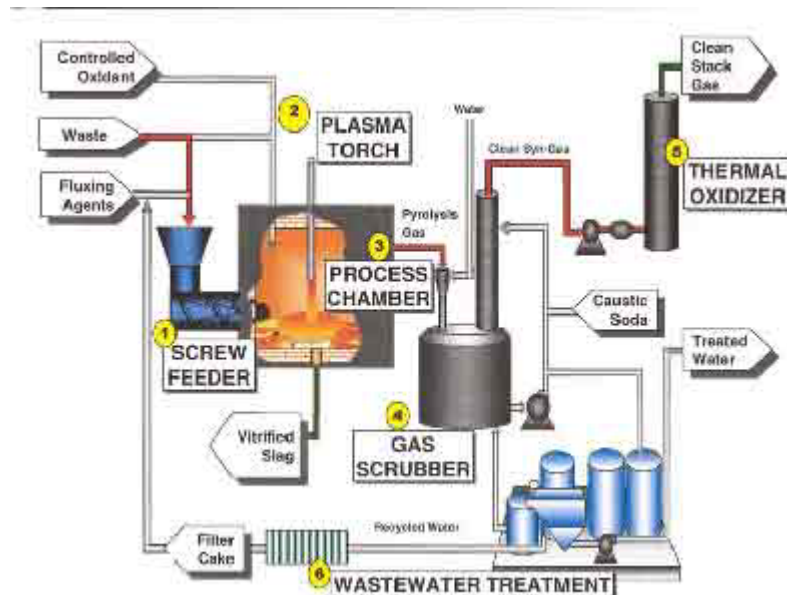 Controlled
Oxidant
Clean
Stack
Gas
2
PLASMA
TORCH
Water
Waste
Clean Syn-Gas
5
THERMAL
OXIDIZER
Fluxing
Agents
Pyrolysis
Gas
3
PROCESS
CHAMBER
Caustic
Soda
1
SCREW
FEEDER
Treated
Water
4
GAS
SCRUBBER
Vitrified
Slag
Recycled Water
Filter
Cake
6
WASTEWATER TREATMENT